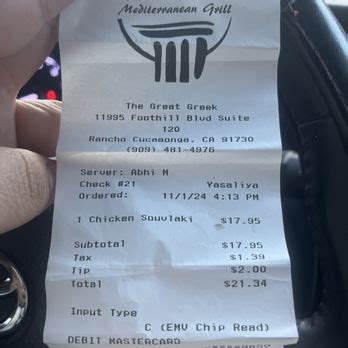 Mediterranean Grill
The Great Greek
11995 Foothill Blvd Suite
120
Rancho Cucamonga, CA 91730
(909) 481-4976
Server: Abhi M
Check #21 Yasaliya
Ordered: 11/1/24 4:13 PM
1 Chicken Souvlaki $17.95
Subtotal $17.95
Tax $1.39
Tip $2.00
Total $21.34
Input Type
C (EMV Chip Read)
DEBIT MASTERCARD